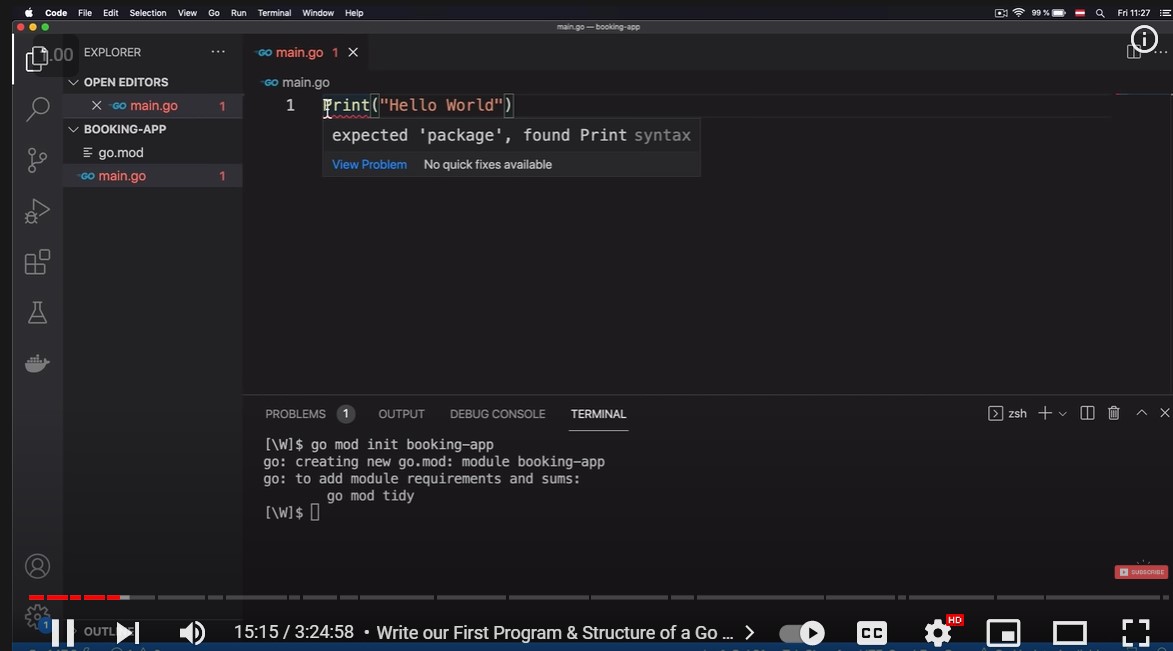 Code File Edit Selection View Go Run Terminal Window Help 99 % Fri 11:27
main.go — booking-app
EXPLORER
main.go 1
OPEN EDITORS
main.go
main.go 1
1 Print("Hello World")
BOOKING-APP
expected 'package', found Print syntax
go.mod
View Problem No quick fixes available
main.go 1
PROBLEMS 1 OUTPUT DEBUG CONSOLE TERMINAL zsh
[\W]$ go mod init booking-app
go: creating new go.mod: module booking-app
go: to add module requirements and sums:
go mod tidy
[\W]$
SUBSCRIBE
1
15:15 / 3:24:58 • Write our First Program & Structure of a Go ...
CC
HD